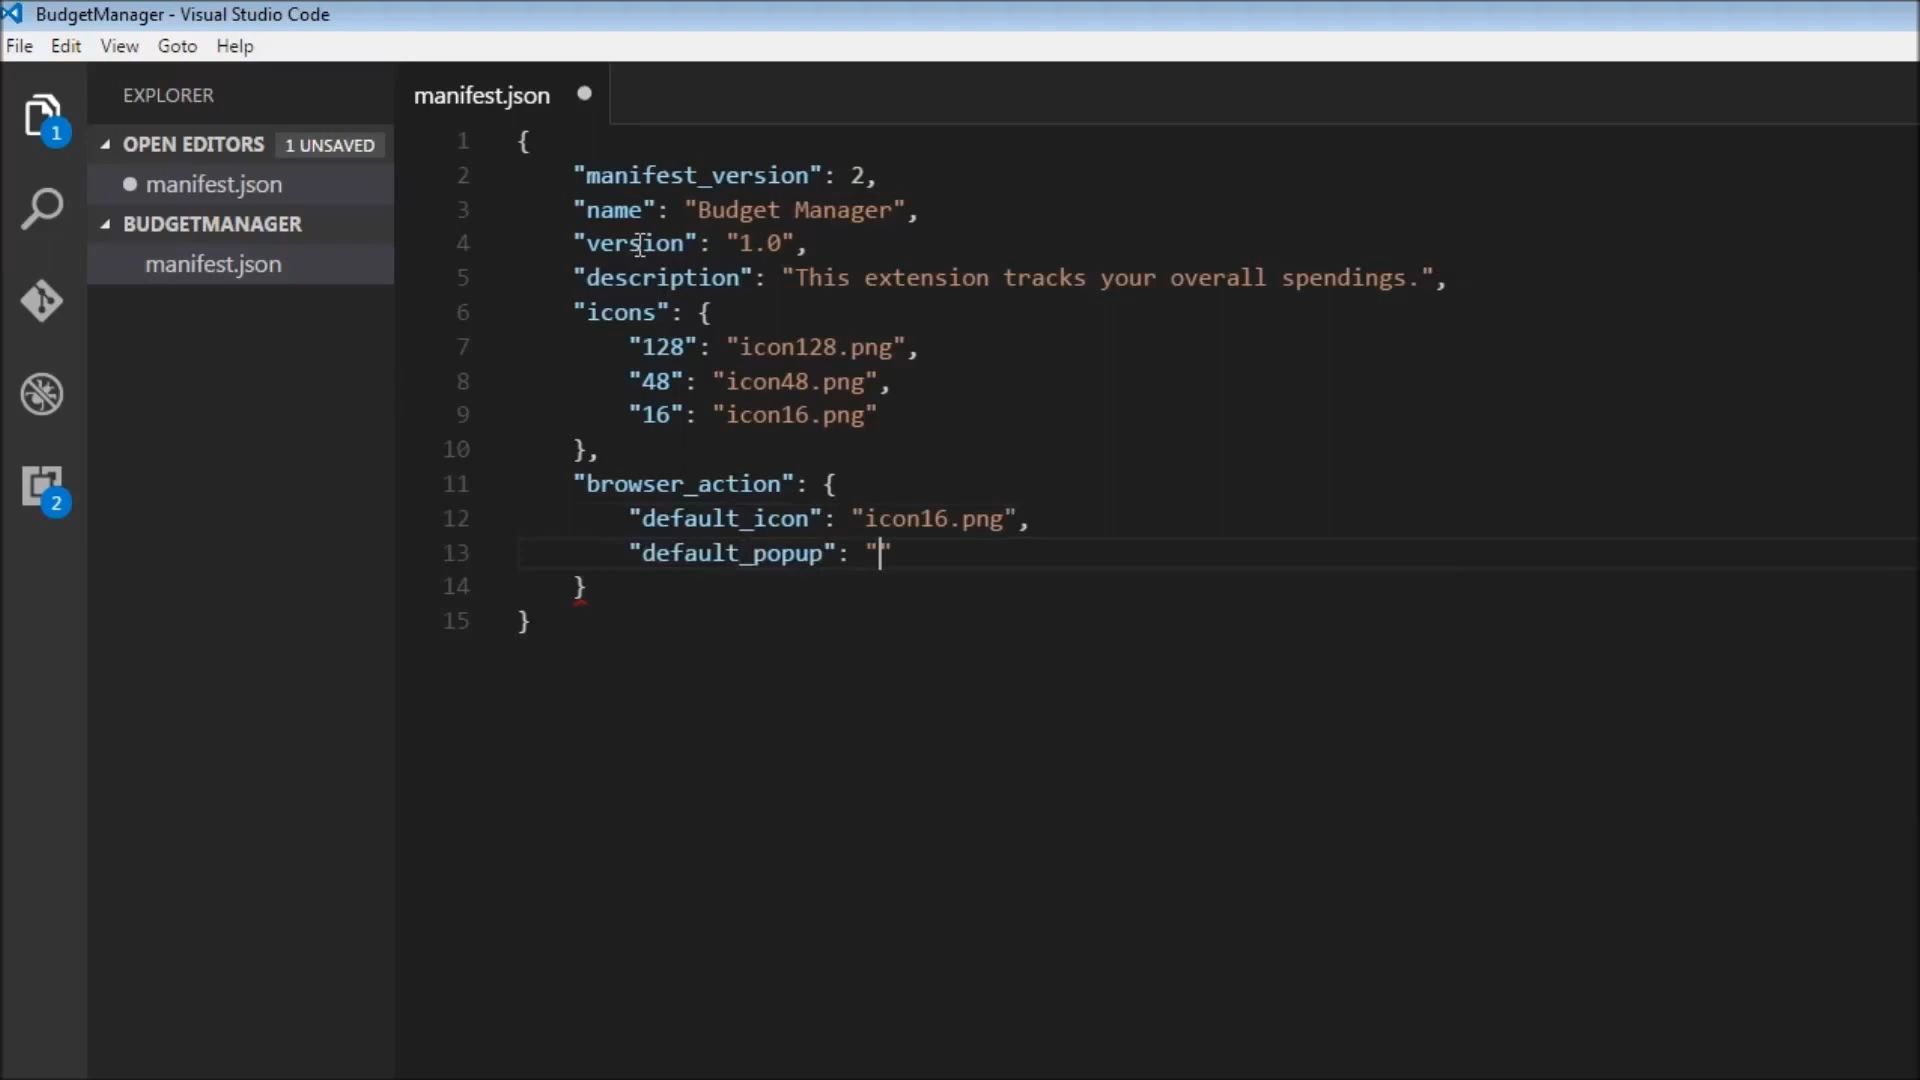 BudgetManager - Visual Studio Code
File Edit View Goto Help
EXPLORER
OPEN EDITORS 1 UNSAVED
manifest.json
BUDGETMANAGER
manifest.json
1
2
manifest.json
1 {
2 "manifest_version": 2,
3 "name": "Budget Manager",
4 "version": "1.0",
5 "description": "This extension tracks your overall spendings.",
6 "icons": {
7 "128": "icon128.png",
8 "48": "icon48.png",
9 "16": "icon16.png"
10 },
11 "browser_action": {
12 "default_icon": "icon16.png",
13 "default_popup": ""
14 }
15 }